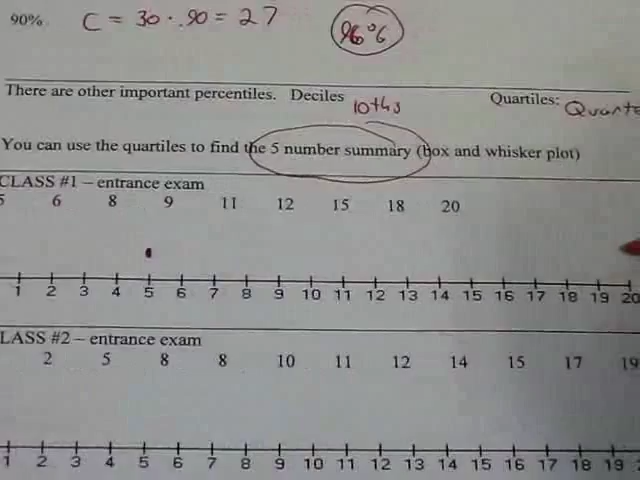 90% C = 30 · .90 = 27 96%
There are other important percentiles. Deciles 10ths Quartiles:
You can use the quartiles to find the 5 number summary (box and whisker plot)
CLASS #1 – entrance exam
5 6 8 9 11 12 15 18 20
1 2 3 4 5 6 7 8 9 10 11 12 13 14 15 16 17 18 19 20
LASS #2 – entrance exam
2 5 8 8 10 11 12 14 15 17 19
1 2 3 4 5 6 7 8 9 10 11 12 13 14 15 16 17 18 19